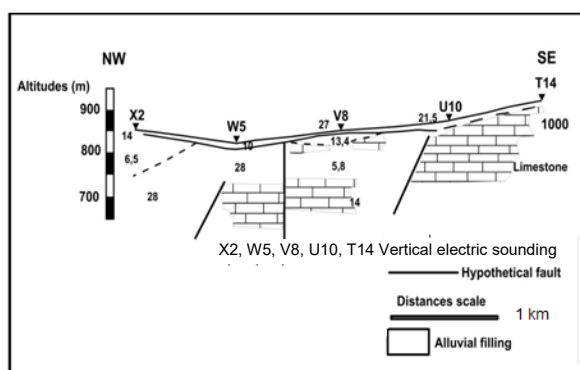 NW
SE
Altitudes (m)
T14
X2
W5
V8
U10
900
800
700
14
6,5
28
10
28
27
13,4
5,8
14
21,5
1000
Limestone
X2, W5, V8, U10, T14 Vertical electric sounding
Hypothetical fault
Distances scale
1 km
Alluvial filling